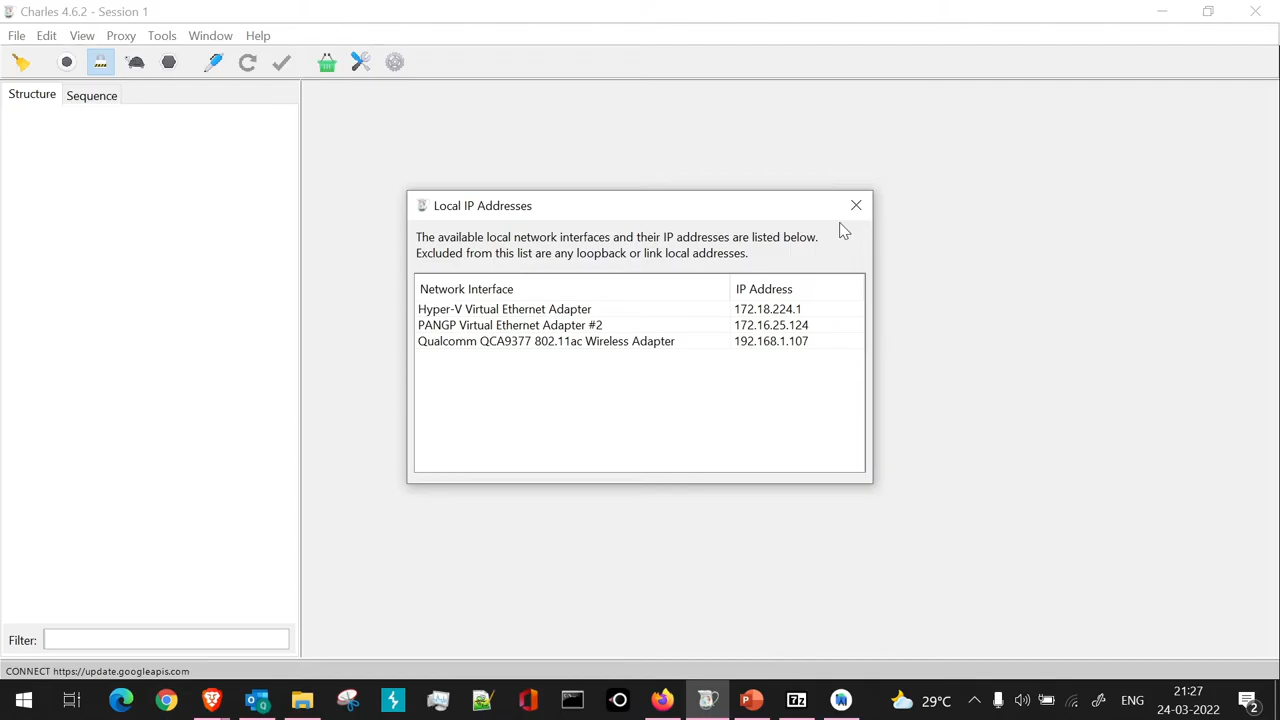 Charles 4.6.2 - Session 1
File Edit View Proxy Tools Window Help
Structure Sequence
Local IP Addresses
The available local network interfaces and their IP addresses are listed below.
Excluded from this list are any loopback or link local addresses.
Network Interface IP Address
Hyper-V Virtual Ethernet Adapter 172.18.224.1
PANGP Virtual Ethernet Adapter #2 172.16.25.124
Qualcomm QCA9377 802.11ac Wireless Adapter 192.168.1.107
Filter:
CONNECT https://update.googleapis.com
7z
29°C
ENG
21:27
24-03-2022
2